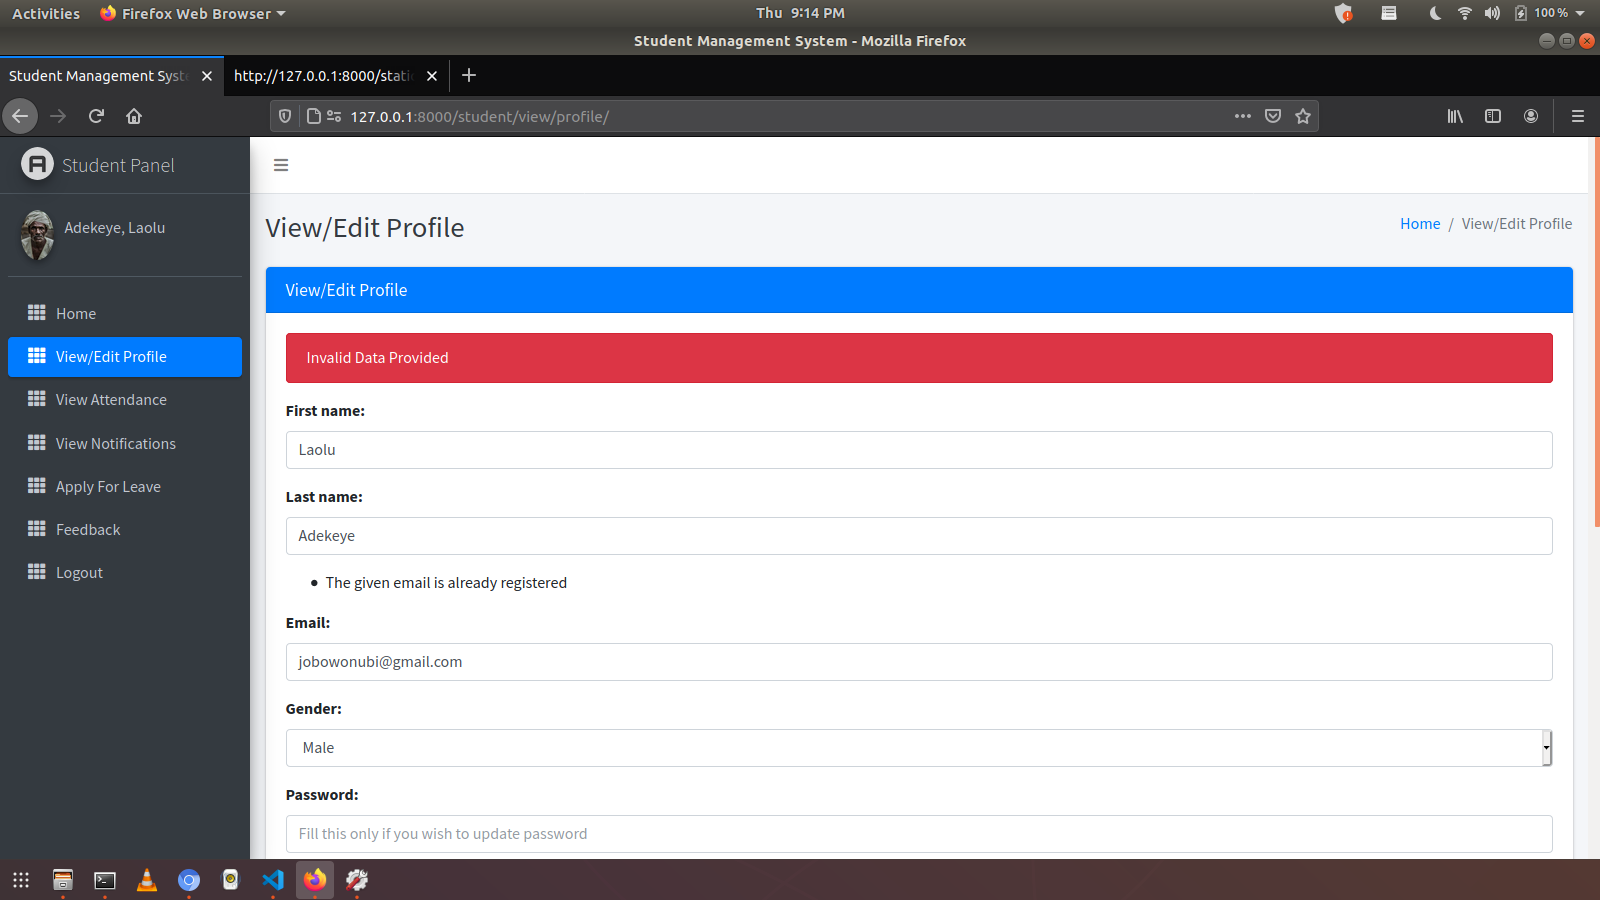 Activities
Firefox Web Browser
Thu 9:14 PM
100 %
Student Management System - Mozilla Firefox
Student Management Syst
http://127.0.0.1:8000/stati
127.0.0.1:8000/student/view/profile/
Student Panel
Adekeye, Laolu
Home
View/Edit Profile
View Attendance
View Notifications
Apply For Leave
Feedback
Logout
View/Edit Profile
Home / View/Edit Profile
View/Edit Profile
Invalid Data Provided
First name:
Laolu
Last name:
Adekeye
The given email is already registered
Email:
jobowonubi@gmail.com
Gender:
Male
Password:
Fill this only if you wish to update password